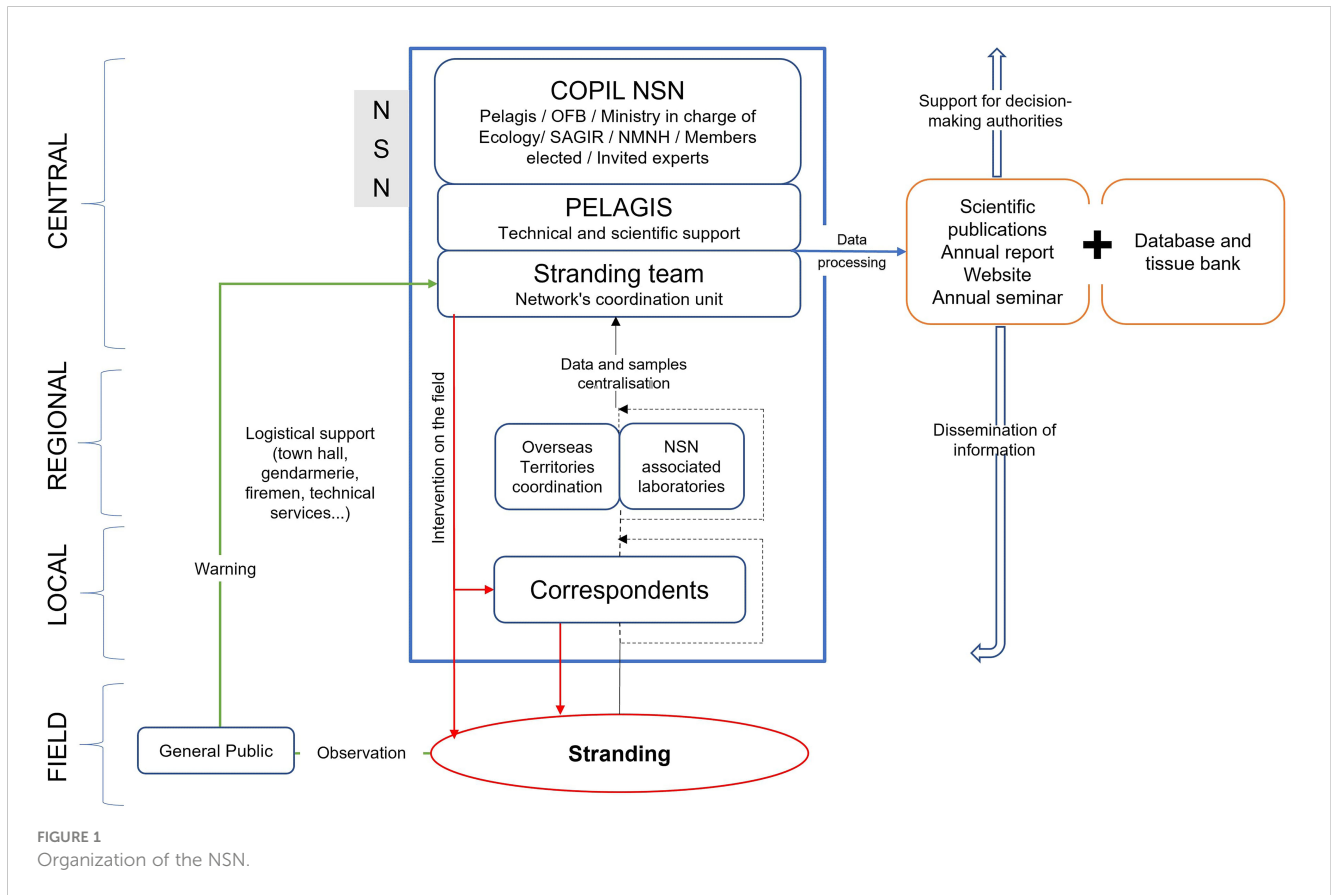 CENTRAL
REGIONAL
LOCAL
FIELD
N
S
N
COPIL NSN
Pelagis / OFB / Ministry in charge of
Ecology/ SAGIR / NMNH / Members
elected / Invited experts
PELAGIS
Technical and scientific support
Stranding team
Network's coordination unit
Data
processing
Support for decision-
making authorities
Scientific
publications
Annual report
Website
Annual seminar
+
Database and
tissue bank
Data and samples
centralisation
Intervention on the field
Logistical support
(town hall,
gendarmerie,
firemen, technical
services...)
Overseas
Territories
coordination
NSN
associated
laboratories
Dissemination of
information
Warning
Correspondents
General Public
Observation
Stranding
FIGURE 1
Organization of the NSN.